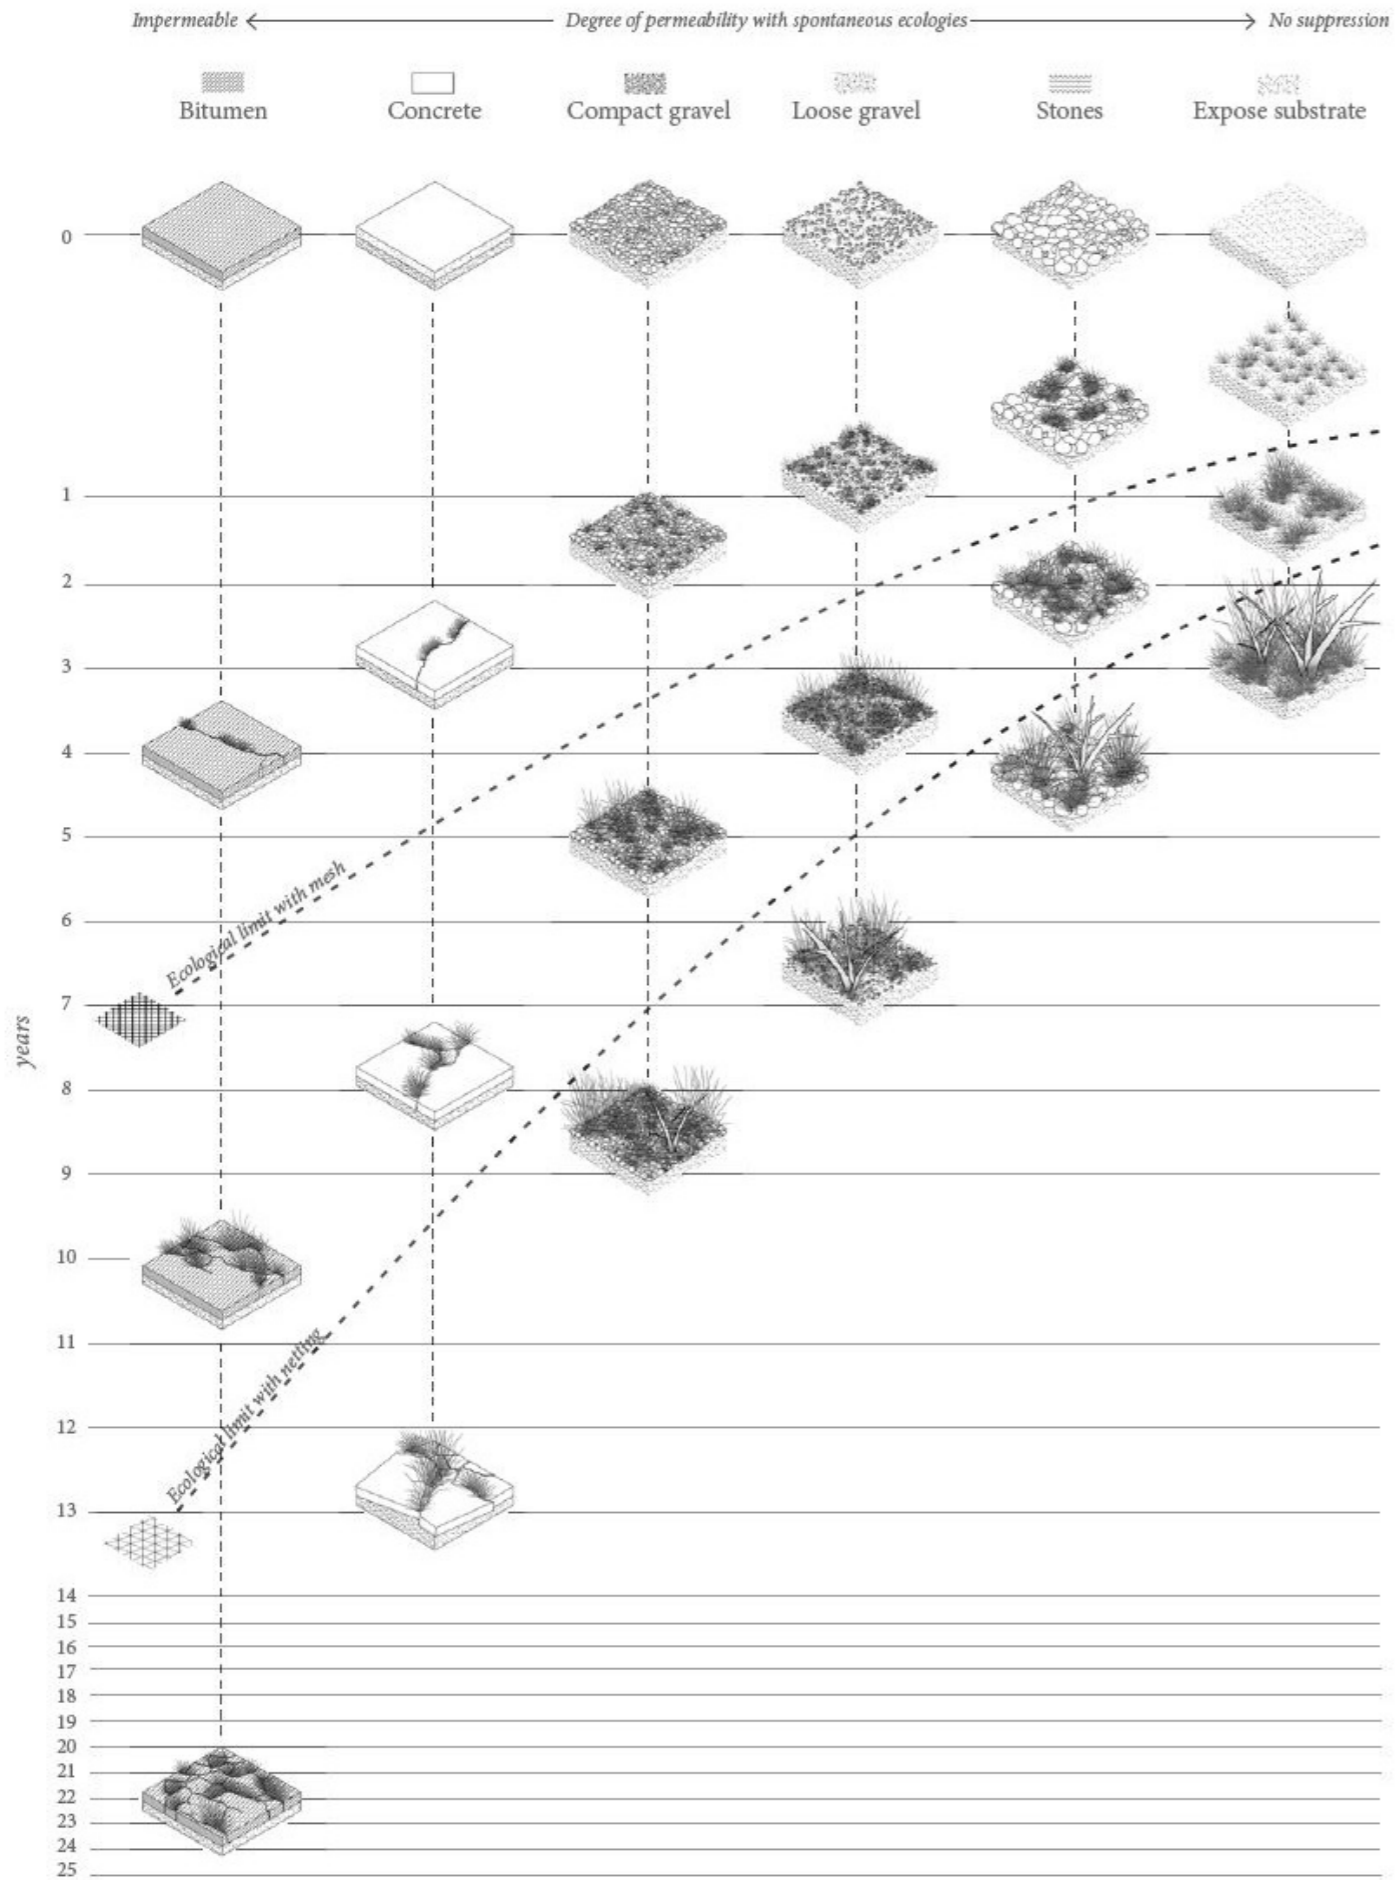 Impermeable
Degree of permeability with spontaneous ecologies
No suppression
Bitumen
Concrete
Compact gravel
Loose gravel
Stones
Expose substrate
0
1
2
3
4
5
Ecological limit with mesh
6
7
years
8
9
10
11
Ecological limit with netting
12
13
14
15
16
17
18
19
20
21
22
23
24
25